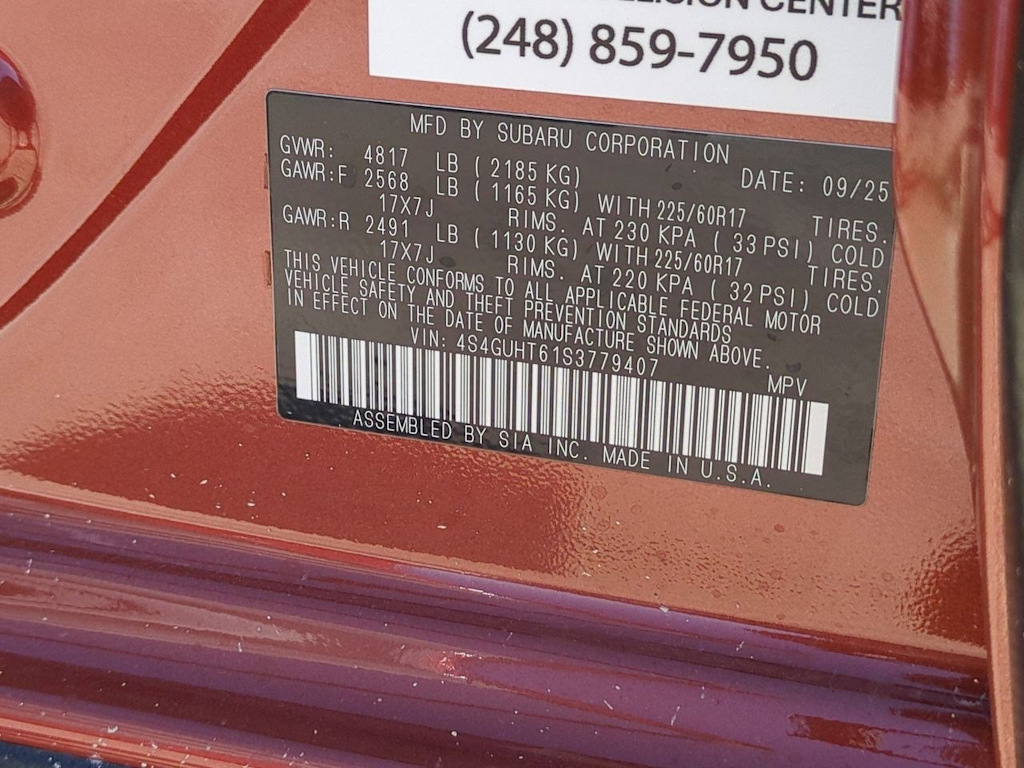 CENTER
(248) 859-7950
MFD BY SUBARU CORPORATION
GVWR: 4817 LB ( 2185 KG) DATE: 09/25
GAWR:F 2568 LB ( 1165 KG) WITH 225/60R17 TIRES.
17X7J RIMS. AT 230 KPA ( 33 PSI) COLD
GAWR:R 2491 LB ( 1130 KG) WITH 225/60R17 TIRES.
17X7J RIMS. AT 220 KPA ( 32 PSI) COLD
THIS VEHICLE CONFORMS TO ALL APPLICABLE FEDERAL MOTOR
VEHICLE SAFETY AND THEFT PREVENTION STANDARDS
IN EFFECT ON THE DATE OF MANUFACTURE SHOWN ABOVE.
VIN: 4S4GUHT61S3779407 MPV
ASSEMBLED BY SIA INC. MADE IN U.S.A.